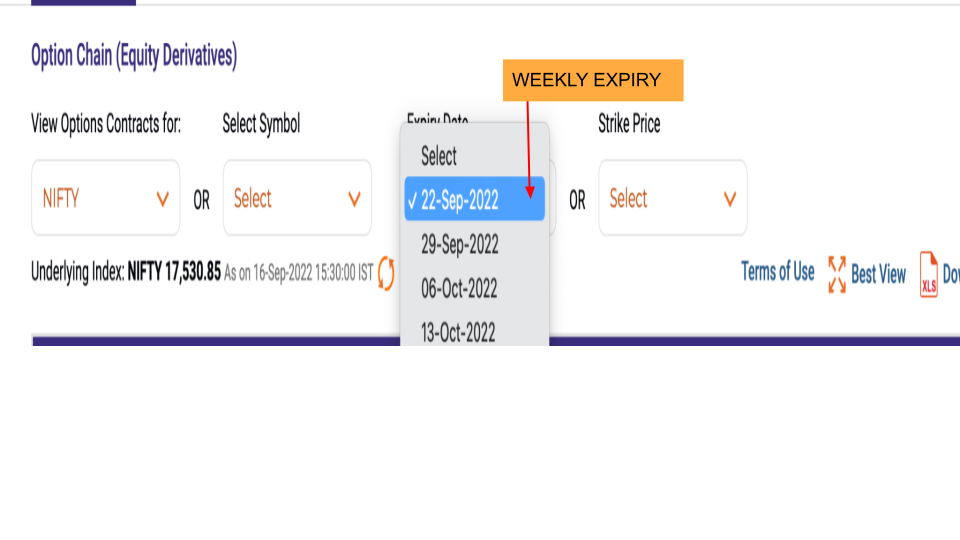 Option Chain (Equity Derivatives)
WEEKLY EXPIRY
View Options Contracts for: Select Symbol Expiry Date Strike Price
Select
NIFTY OR Select ✓ 22-Sep-2022 OR Select
29-Sep-2022
Underlying Index: NIFTY 17,530.85 As on 16-Sep-2022 15:30:00 IST Terms of Use Best View XLS
06-Oct-2022
13-Oct-2022